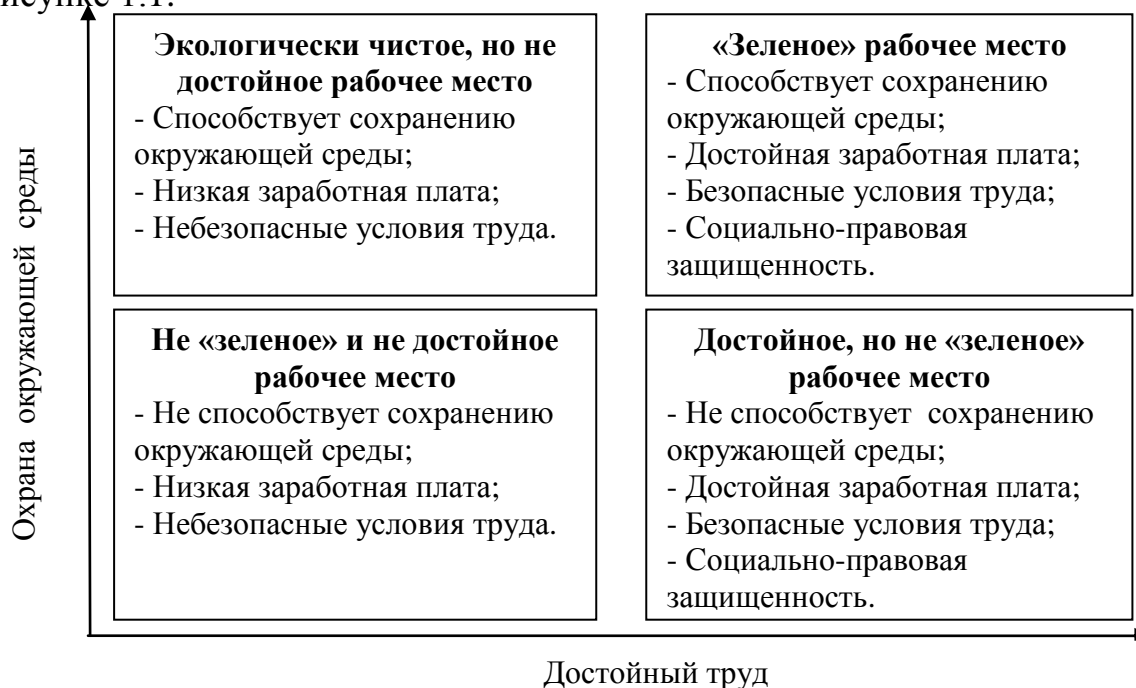 исунке 1.1.
Экологически чистое, но не
достойное рабочее место
- Способствует сохранению
окружающей среды;
- Низкая заработная плата;
- Небезопасные условия труда.
«Зеленое» рабочее место
- Способствует сохранению
окружающей среды;
- Достойная заработная плата;
- Безопасные условия труда;
- Социально-правовая
защищенность.
Не «зеленое» и не достойное
рабочее место
- Не способствует сохранению
окружающей среды;
- Низкая заработная плата;
- Небезопасные условия труда.
Достойное, но не «зеленое»
рабочее место
- Не способствует сохранению
окружающей среды;
- Достойная заработная плата;
- Безопасные условия труда;
- Социально-правовая
защищенность.
Охрана окружающей среды
Достойный труд